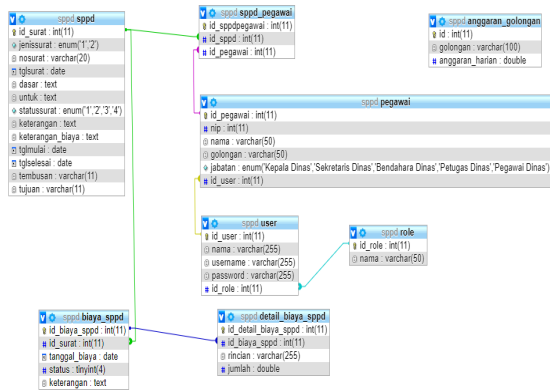 sppd sppd
id_surat : int(11)
jenissurat : enum('1','2')
nosurat : varchar(20)
tglsurat : date
dasar : text
untuk : text
statussurat : enum('1','2','3','4')
keterangan : text
keterangan_biaya : text
tglmulai : date
tglselesai : date
tembusan : varchar(11)
tujuan : varchar(11)
sppd sppd_pegawai
id_sppdpegawai : int(11)
id_sppd : int(11)
id_pegawai : int(11)
sppd anggaran_golongan
id : int(11)
golongan : varchar(100)
anggaran_harian : double
sppd pegawai
id_pegawai : int(11)
nip : int(11)
nama : varchar(50)
golongan : varchar(50)
jabatan : enum('Kepala Dinas','Sekretaris Dinas','Bendahara Dinas','Petugas Dinas','Pegawai Dinas')
id_user : int(11)
sppd user
id_user : int(11)
nama : varchar(255)
username : varchar(255)
password : varchar(255)
id_role : int(11)
sppd role
id_role : int(11)
nama : varchar(50)
sppd biaya_sppd
id_biaya_sppd : int(11)
id_surat : int(11)
tanggal_biaya : date
status : tinyint(4)
keterangan : text
sppd detail_biaya_sppd
id_detail_biaya_sppd : int(11)
id_biaya_sppd : int(11)
rincian : varchar(255)
jumlah : double